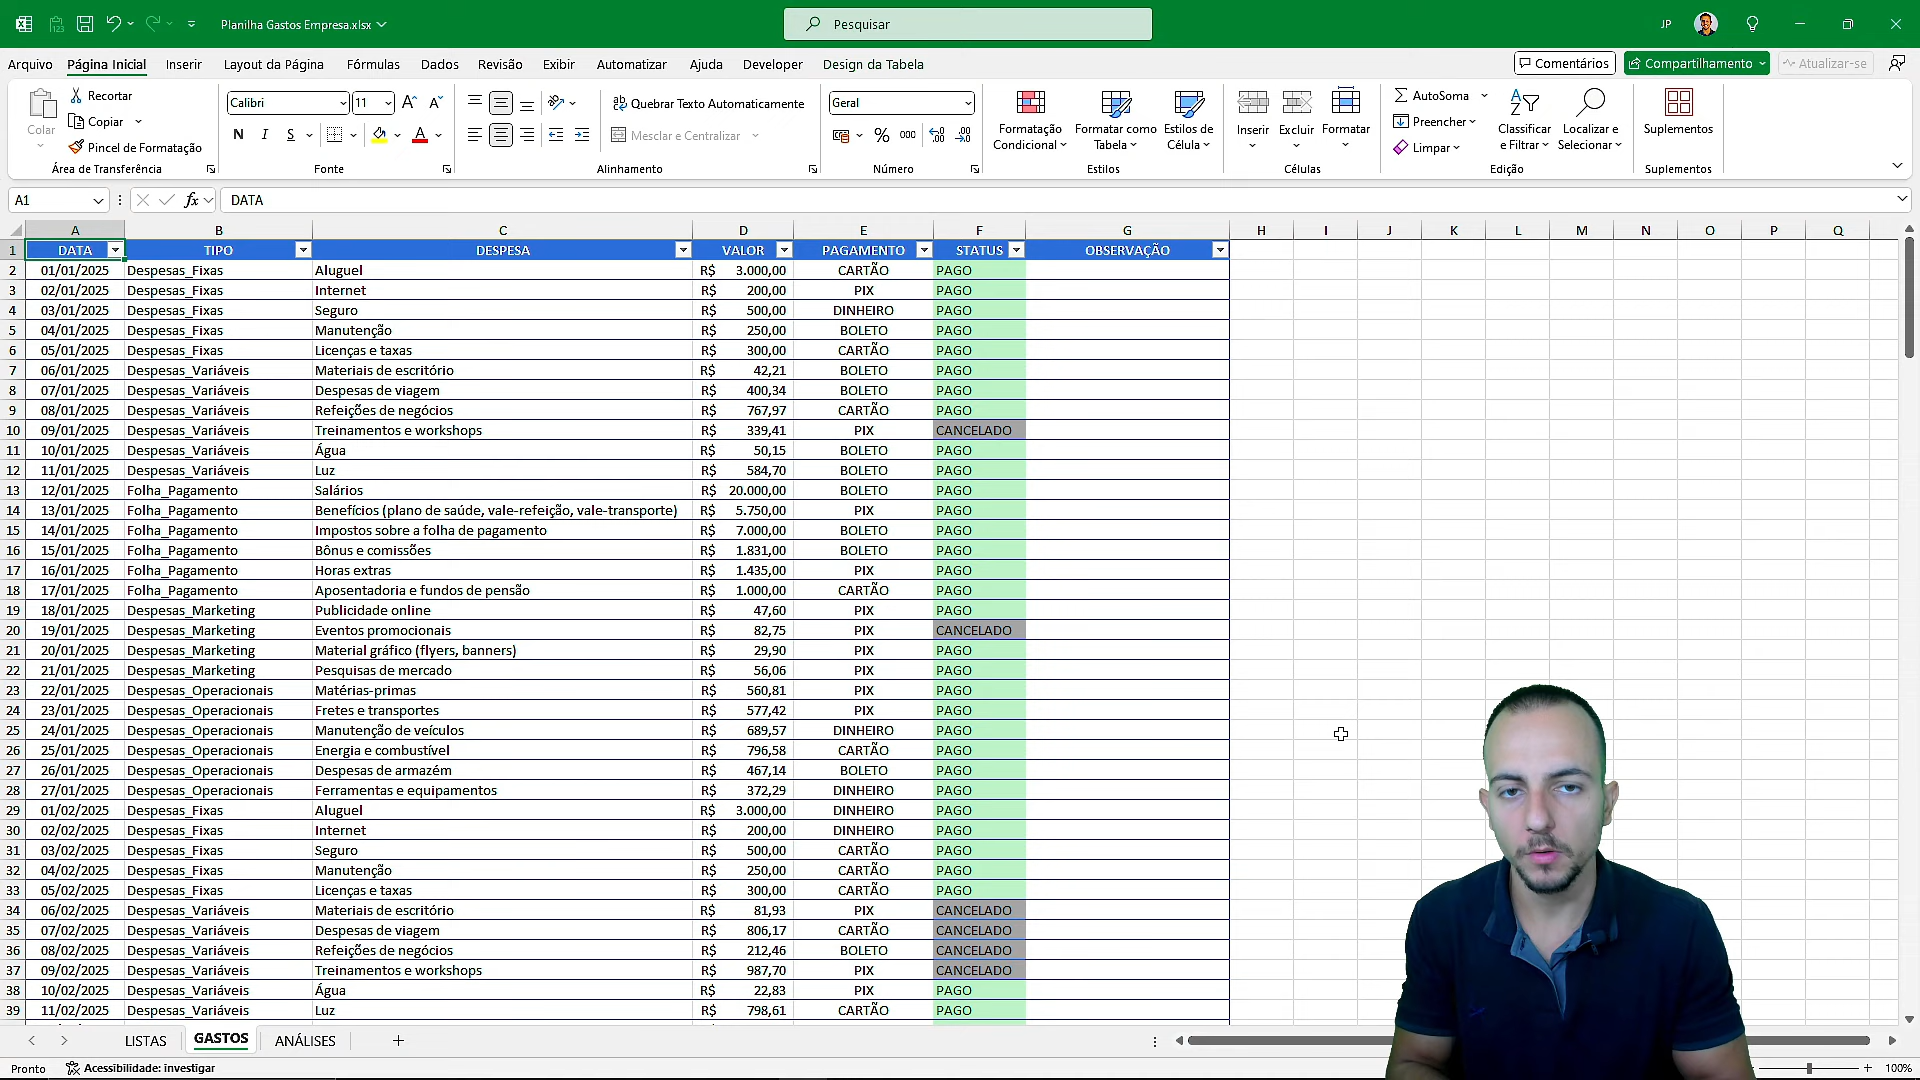 Planilha Gastos Empresa.xlsx
Pesquisar
JP
Arquivo Página Inicial Inserir Layout da Página Fórmulas Dados Revisão Exibir Automatizar Ajuda Developer Design da Tabela
Comentários Compartilhamento Atualizar-se
Colar
Recortar
Copiar
Pincel de Formatação
Área de Transferência
Calibri 11
N I S
Fonte
Quebrar Texto Automaticamente
Mesclar e Centralizar
Alinhamento
Geral
% 000
Número
Formatação Condicional
Formatar como Tabela
Estilos de Célula
Estilos
Inserir Excluir Formatar
Células
AutoSoma
Preencher
Limpar
Classificar e Filtrar
Localizar e Selecionar
Edição
Suplementos
Suplementos
A1 fx DATA
A B C D E F G H I J K L M N O P Q
1 DATA TIPO DESPESA VALOR PAGAMENTO STATUS OBSERVAÇÃO
2 01/01/2025 Despesas_Fixas Aluguel R$ 3.000,00 CARTÃO PAGO
3 02/01/2025 Despesas_Fixas Internet R$ 200,00 PIX PAGO
4 03/01/2025 Despesas_Fixas Seguro R$ 500,00 DINHEIRO PAGO
5 04/01/2025 Despesas_Fixas Manutenção R$ 250,00 BOLETO PAGO
6 05/01/2025 Despesas_Fixas Licenças e taxas R$ 300,00 CARTÃO PAGO
7 06/01/2025 Despesas_Variáveis Materiais de escritório R$ 42,21 BOLETO PAGO
8 07/01/2025 Despesas_Variáveis Despesas de viagem R$ 400,34 BOLETO PAGO
9 08/01/2025 Despesas_Variáveis Refeições de negócios R$ 767,97 CARTÃO PAGO
10 09/01/2025 Despesas_Variáveis Treinamentos e workshops R$ 339,41 PIX CANCELADO
11 10/01/2025 Despesas_Variáveis Água R$ 50,15 BOLETO PAGO
12 11/01/2025 Despesas_Variáveis Luz R$ 584,70 BOLETO PAGO
13 12/01/2025 Folha_Pagamento Salários R$ 20.000,00 BOLETO PAGO
14 13/01/2025 Folha_Pagamento Benefícios (plano de saúde, vale-refeição, vale-transporte) R$ 5.750,00 PIX PAGO
15 14/01/2025 Folha_Pagamento Impostos sobre a folha de pagamento R$ 7.000,00 BOLETO PAGO
16 15/01/2025 Folha_Pagamento Bônus e comissões R$ 1.831,00 BOLETO PAGO
17 16/01/2025 Folha_Pagamento Horas extras R$ 1.435,00 PIX PAGO
18 17/01/2025 Folha_Pagamento Aposentadoria e fundos de pensão R$ 1.000,00 CARTÃO PAGO
19 18/01/2025 Despesas_Marketing Publicidade online R$ 47,60 PIX PAGO
20 19/01/2025 Despesas_Marketing Eventos promocionais R$ 82,75 PIX CANCELADO
21 20/01/2025 Despesas_Marketing Material gráfico (flyers, banners) R$ 29,90 PIX PAGO
22 21/01/2025 Despesas_Marketing Pesquisas de mercado R$ 56,06 PIX PAGO
23 22/01/2025 Despesas_Operacionais Matérias-primas R$ 560,81 PIX PAGO
24 23/01/2025 Despesas_Operacionais Fretes e transportes R$ 577,42 PIX PAGO
25 24/01/2025 Despesas_Operacionais Manutenção de veículos R$ 689,57 DINHEIRO PAGO
26 25/01/2025 Despesas_Operacionais Energia e combustível R$ 796,58 CARTÃO PAGO
27 26/01/2025 Despesas_Operacionais Despesas de armazém R$ 467,14 BOLETO PAGO
28 27/01/2025 Despesas_Operacionais Ferramentas e equipamentos R$ 372,29 DINHEIRO PAGO
29 01/02/2025 Despesas_Fixas Aluguel R$ 3.000,00 DINHEIRO PAGO
30 02/02/2025 Despesas_Fixas Internet R$ 200,00 DINHEIRO PAGO
31 03/02/2025 Despesas_Fixas Seguro R$ 500,00 CARTÃO PAGO
32 04/02/2025 Despesas_Fixas Manutenção R$ 250,00 CARTÃO PAGO
33 05/02/2025 Despesas_Fixas Licenças e taxas R$ 300,00 CARTÃO PAGO
34 06/02/2025 Despesas_Variáveis Materiais de escritório R$ 81,93 PIX CANCELADO
35 07/02/2025 Despesas_Variáveis Despesas de viagem R$ 806,17 CARTÃO CANCELADO
36 08/02/2025 Despesas_Variáveis Refeições de negócios R$ 212,46 BOLETO CANCELADO
37 09/02/2025 Despesas_Variáveis Treinamentos e workshops R$ 987,70 PIX CANCELADO
38 10/02/2025 Despesas_Variáveis Água R$ 22,83 PIX PAGO
39 11/02/2025 Despesas_Variáveis Luz R$ 798,61 CARTÃO PAGO
LISTAS GASTOS ANÁLISES
Pronto Acessibilidade: investigar 100%